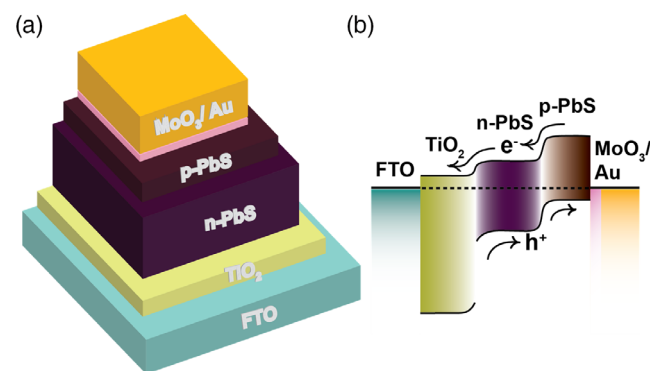 (a)
MoO₃/ Au
p-PbS
n-PbS
TiO₂
FTO
(b)
p-PbS
n-PbS
TiO₂
e⁻
FTO
MoO₃/
Au
h⁺